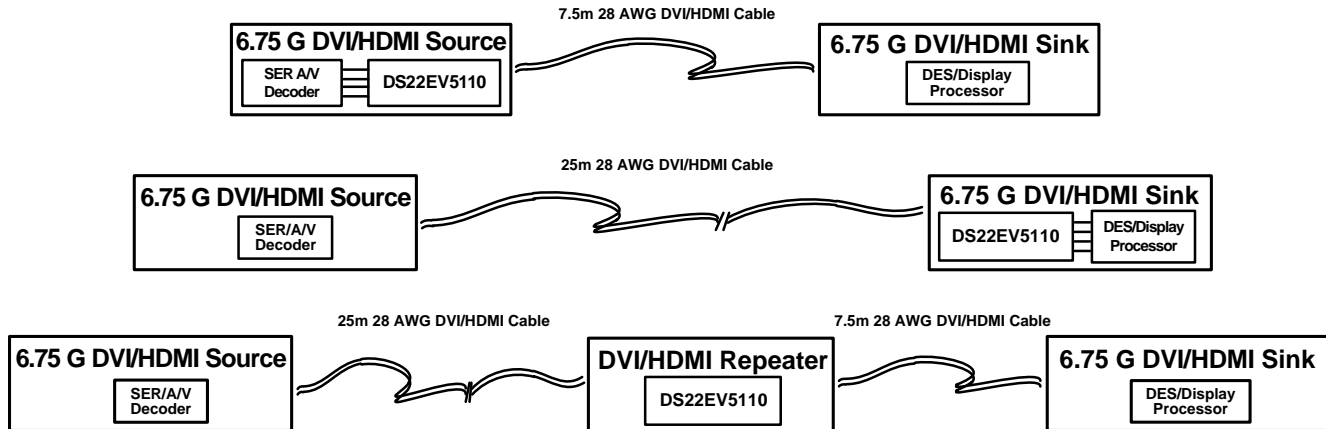 7.5m 28 AWG DVI/HDMI Cable
6.75 G DVI/HDMI Source
SER A/V
Decoder
DS22EV5110
6.75 G DVI/HDMI Sink
DES/Display
Processor
25m 28 AWG DVI/HDMI Cable
6.75 G DVI/HDMI Source
SER/A/V
Decoder
6.75 G DVI/HDMI Sink
DS22EV5110
DES/Display
Processor
25m 28 AWG DVI/HDMI Cable
7.5m 28 AWG DVI/HDMI Cable
6.75 G DVI/HDMI Source
SER/A/V
Decoder
DVI/HDMI Repeater
DS22EV5110
6.75 G DVI/HDMI Sink
DES/Display
Processor